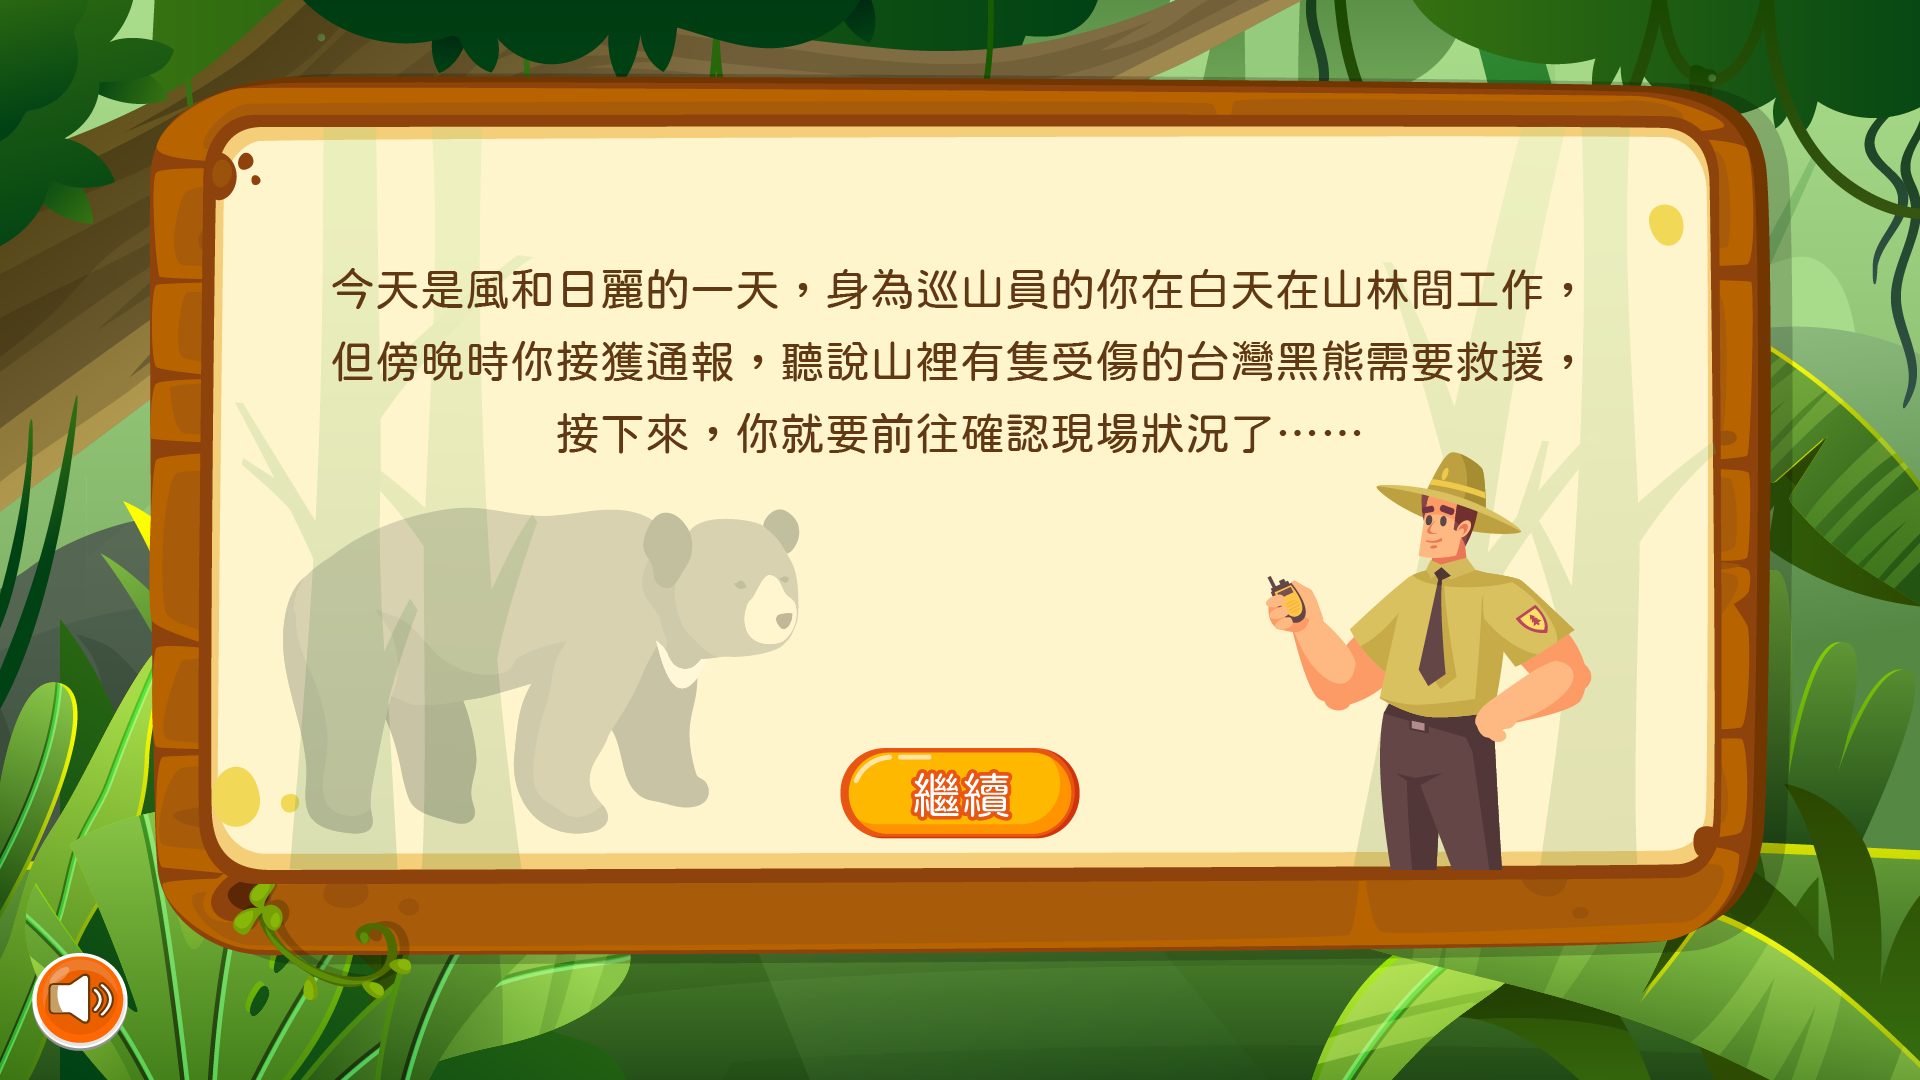 今天是風和日麗的一天，身為巡山員的你在白天在山林間工作，
但傍晚時你接獲通報，聽說山裡有隻受傷的台灣黑熊需要救援，
接下來，你就要前往確認現場狀況了……
繼續